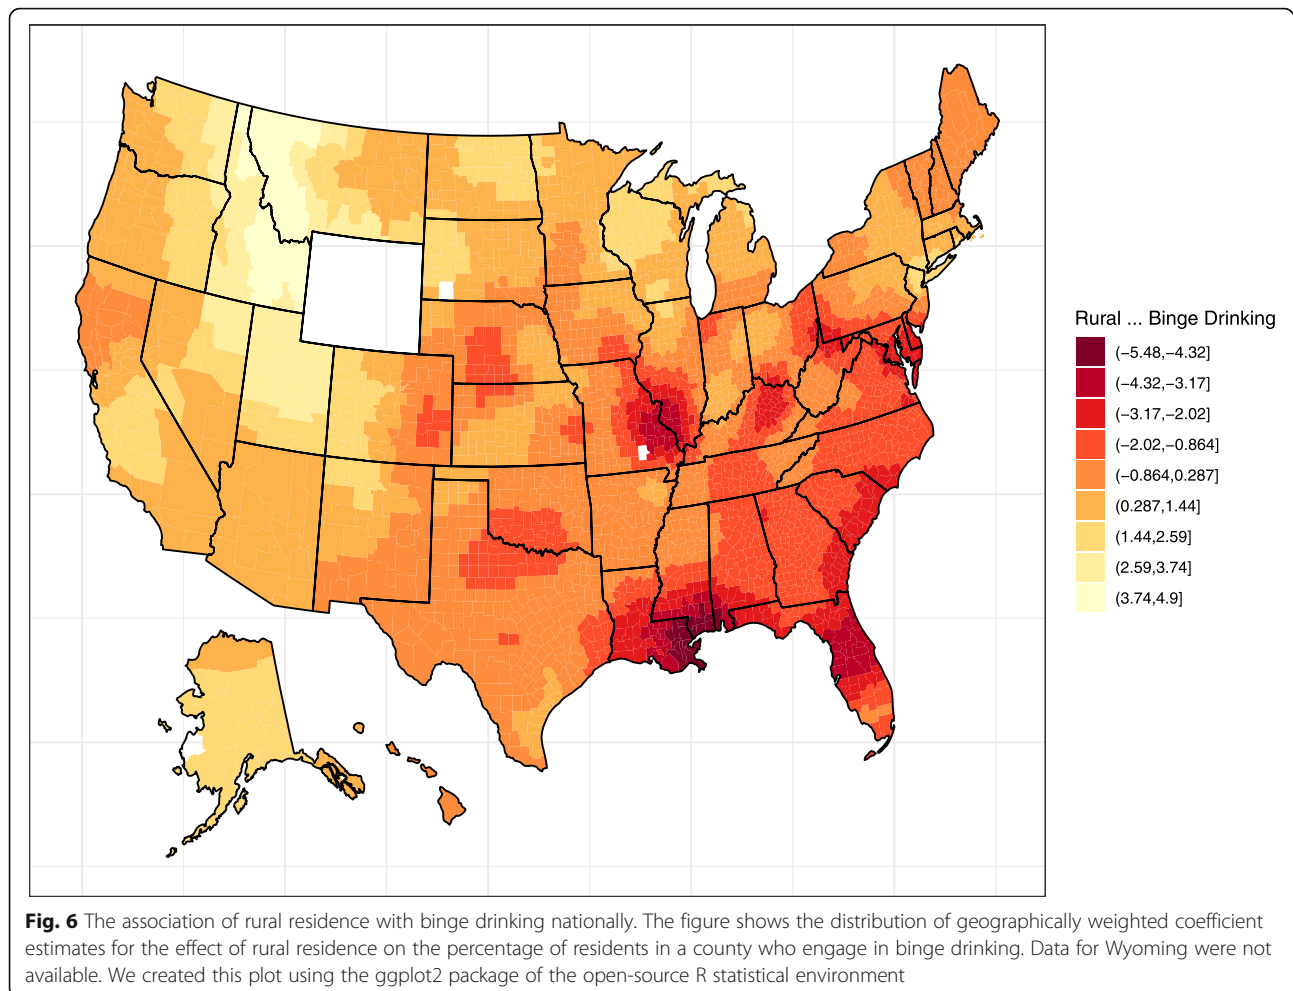 Rural ... Binge Drinking
(−5.48,−4.32]
(−4.32,−3.17]
(−3.17,−2.02]
(−2.02,−0.864]
(−0.864,0.287]
(0.287,1.44]
(1.44,2.59]
(2.59,3.74]
(3.74,4.9]
Fig. 6 The association of rural residence with binge drinking nationally. The figure shows the distribution of geographically weighted coefficient
estimates for the effect of rural residence on the percentage of residents in a county who engage in binge drinking. Data for Wyoming were not
available. We created this plot using the ggplot2 package of the open-source R statistical environment